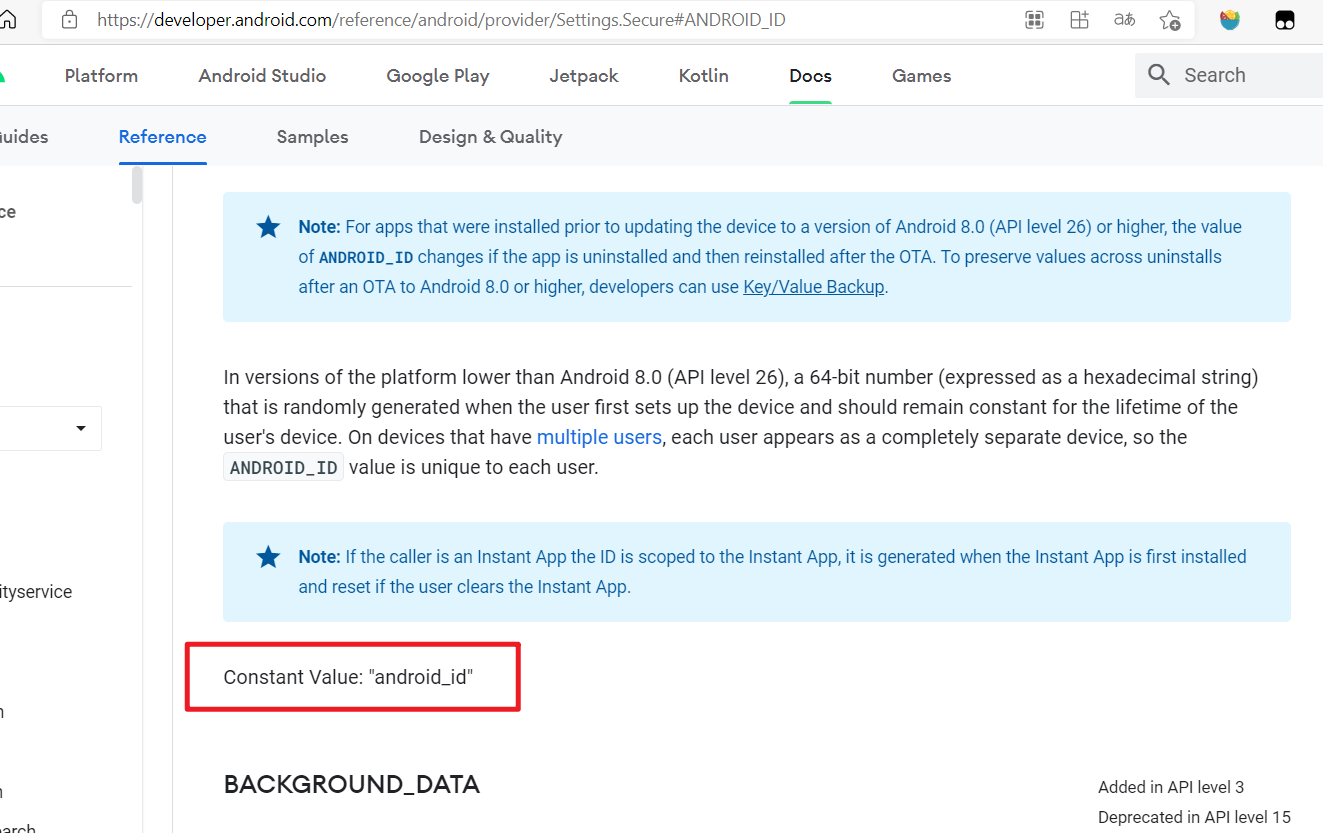 https://developer.android.com/reference/android/provider/Settings.Secure#ANDROID_ID
Platform Android Studio Google Play Jetpack Kotlin Docs Games Search
Reference Samples Design & Quality
Note: For apps that were installed prior to updating the device to a version of Android 8.0 (API level 26) or higher, the value
of ANDROID_ID changes if the app is uninstalled and then reinstalled after the OTA. To preserve values across uninstalls
after an OTA to Android 8.0 or higher, developers can use Key/Value Backup.
In versions of the platform lower than Android 8.0 (API level 26), a 64-bit number (expressed as a hexadecimal string)
that is randomly generated when the user first sets up the device and should remain constant for the lifetime of the
user's device. On devices that have multiple users, each user appears as a completely separate device, so the
ANDROID_ID value is unique to each user.
Note: If the caller is an Instant App the ID is scoped to the Instant App, it is generated when the Instant App is first installed
and reset if the user clears the Instant App.
ityservice
Constant Value: "android_id"
BACKGROUND_DATA
Added in API level 3
Deprecated in API level 15